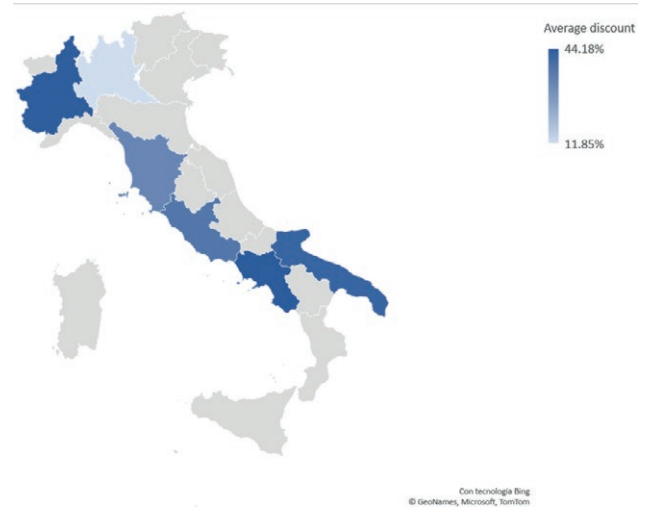 Average discount
44.18%
11.85%
Con tecnologia Bing
© GeoNames, Microsoft, TomTom